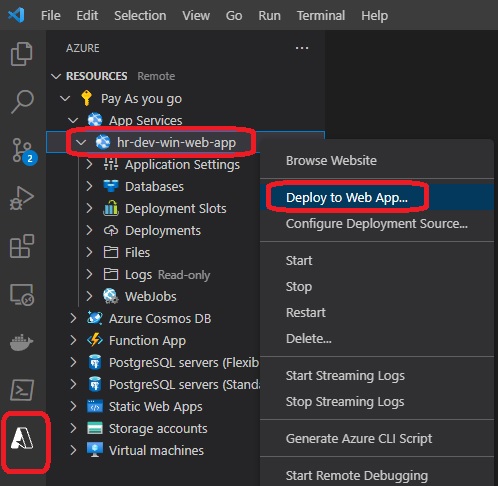 File Edit Selection View Go Run Terminal Help
AZURE
RESOURCES Remote
Pay As you go
App Services
hr-dev-win-web-app
Application Settings
Databases
Deployment Slots
Deployments
Files
Logs Read-only
WebJobs
Azure Cosmos DB
Function App
PostgreSQL servers (Flexib
PostgreSQL servers (Standa
Static Web Apps
Storage accounts
Virtual machines
2
Browse Website
Deploy to Web App...
Configure Deployment Source...
Start
Stop
Restart
Delete...
Start Streaming Logs
Stop Streaming Logs
Generate Azure CLI Script
Start Remote Debugging